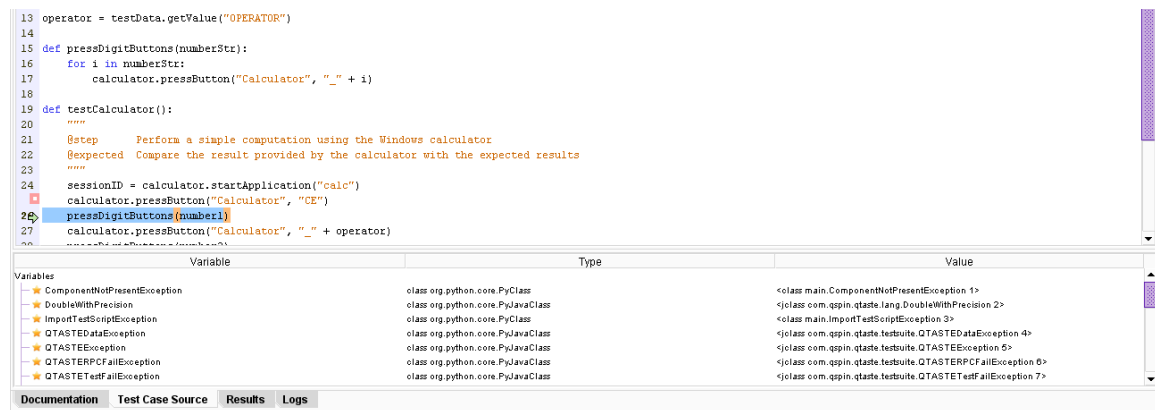 13 operator = testData.getValue("OPERATOR")
14
15 def pressDigitButtons(numberStr):
16     for i in numberStr:
17         calculator.pressButton("Calculator", "_" + i)
18
19 def testCalculator():
20     """
21     @step      Perform a simple computation using the Windows calculator
22     @expected  Compare the result provided by the calculator with the expected results
23     """
24     sessionID = calculator.startApplication("calc")
    calculator.pressButton("Calculator", "CE")
26     pressDigitButtons(number1)
27     calculator.pressButton("Calculator", "_" + operator)
Variable Type Value
Variables
ComponentNotPresentException class org.python.core.PyClass <class main.ComponentNotPresentException 1>
DoubleWithPrecision class org.python.core.PyJavaClass <jclass com.qspin.qtaste.lang.DoubleWithPrecision 2>
ImportTestScriptException class org.python.core.PyClass <class main.ImportTestScriptException 3>
QTASTEDataException class org.python.core.PyJavaClass <jclass com.qspin.qtaste.testsuite.QTASTEDataException 4>
QTASTEException class org.python.core.PyJavaClass <jclass com.qspin.qtaste.testsuite.QTASTEException 5>
QTASTERPCFailException class org.python.core.PyJavaClass <jclass com.qspin.qtaste.testsuite.QTASTERPCFailException 6>
QTASTETestFailException class org.python.core.PyJavaClass <jclass com.qspin.qtaste.testsuite.QTASTETestFailException 7>
Documentation Test Case Source Results Logs